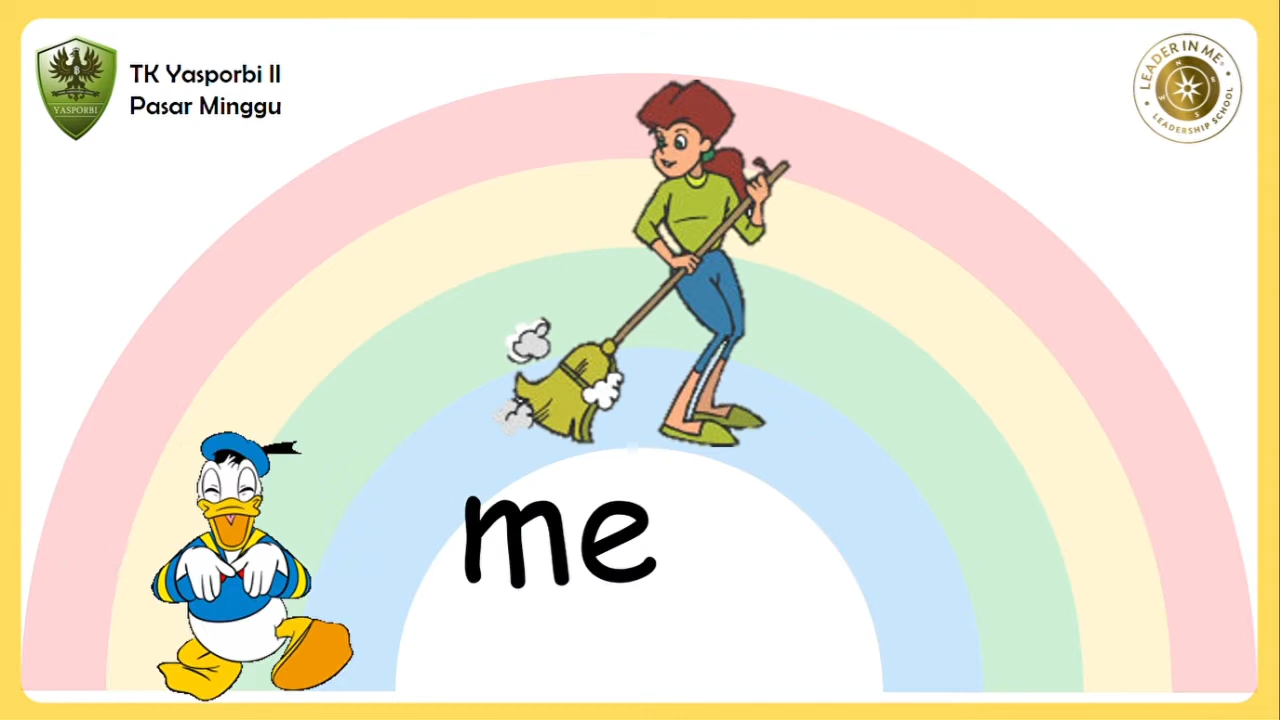 TK Yasporbi II
Pasar Minggu
YASPORBI
LEADER IN ME®
LEADERSHIP SCHOOL
me